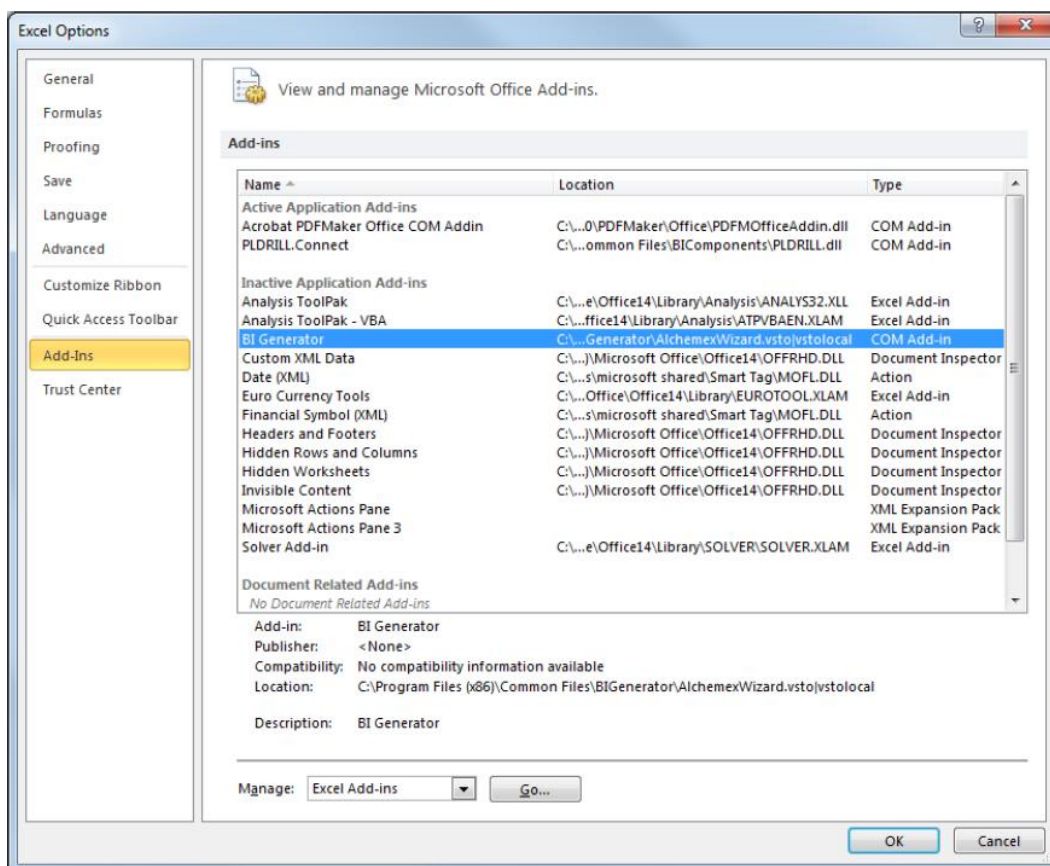 Excel Options
General
Formulas
Proofing
Save
Language
Advanced
Customize Ribbon
Quick Access Toolbar
Add-Ins
Trust Center
View and manage Microsoft Office Add-ins.
Add-ins
Name Location Type
Active Application Add-ins
Acrobat PDFMaker Office COM Addin C:\...0\PDFMaker\Office\PDFMOfficeAddin.dll COM Add-in
PLDRILL.Connect C:\...ommon Files\BIComponents\PLDRILL.dll COM Add-in
Inactive Application Add-ins
Analysis ToolPak C:\...e\Office14\Library\Analysis\ANALYS32.XLL Excel Add-in
Analysis ToolPak - VBA C:\...ffice14\Library\Analysis\ATPVBAEN.XLAM Excel Add-in
BI Generator C:\...Generator\AlchemexWizard.vsto|vstolocal COM Add-in
Custom XML Data C:\...)\Microsoft Office\Office14\OFFRHD.DLL Document Inspector
Date (XML) C:\...s\microsoft shared\Smart Tag\MOFL.DLL Action
Euro Currency Tools C:\...Office\Office14\Library\EUROTOOL.XLAM Excel Add-in
Financial Symbol (XML) C:\...s\microsoft shared\Smart Tag\MOFL.DLL Action
Headers and Footers C:\...)\Microsoft Office\Office14\OFFRHD.DLL Document Inspector
Hidden Rows and Columns C:\...)\Microsoft Office\Office14\OFFRHD.DLL Document Inspector
Hidden Worksheets C:\...)\Microsoft Office\Office14\OFFRHD.DLL Document Inspector
Invisible Content C:\...)\Microsoft Office\Office14\OFFRHD.DLL Document Inspector
Microsoft Actions Pane XML Expansion Pack
Microsoft Actions Pane 3 XML Expansion Pack
Solver Add-in C:\...e\Office14\Library\SOLVER\SOLVER.XLAM Excel Add-in
Document Related Add-ins
No Document Related Add-ins
Add-in: BI Generator
Publisher: <None>
Compatibility: No compatibility information available
Location: C:\Program Files (x86)\Common Files\BIGenerator\AlchemexWizard.vsto|vstolocal
Description: BI Generator
Manage: Excel Add-ins Go...
OK Cancel